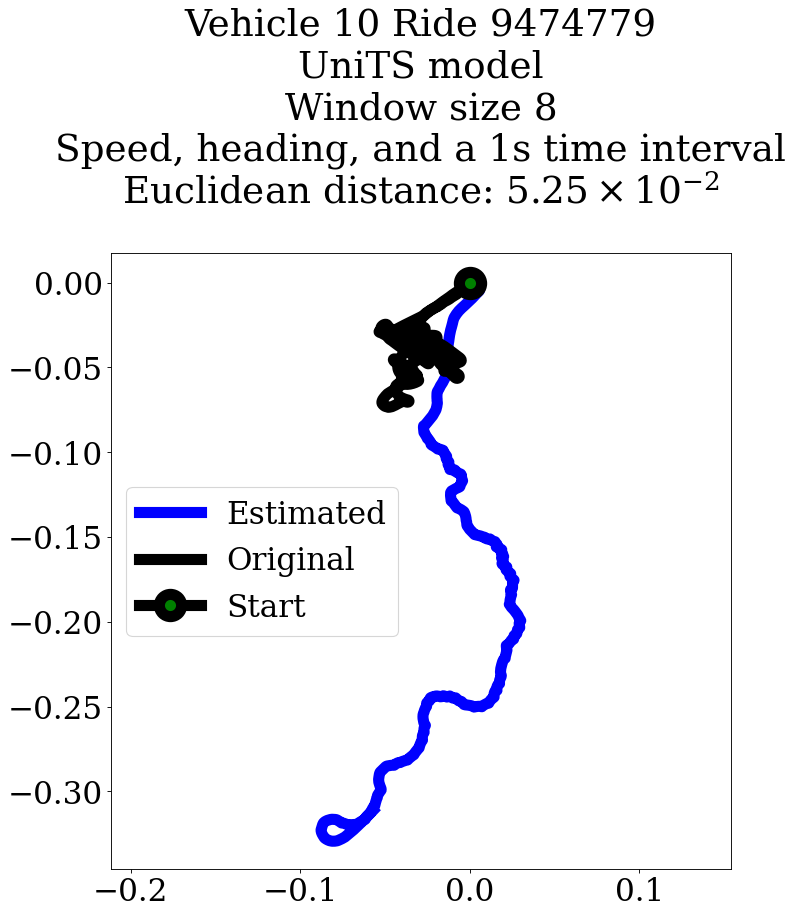 Vehicle 10 Ride 9474779
UniTS model
Window size 8
Speed, heading, and a 1s time interval
Euclidean distance: 5.25 × 10⁻²
0.00
−0.05
−0.10
−0.15
−0.20
−0.25
−0.30
Estimated
Original
Start
−0.2 −0.1 0.0 0.1